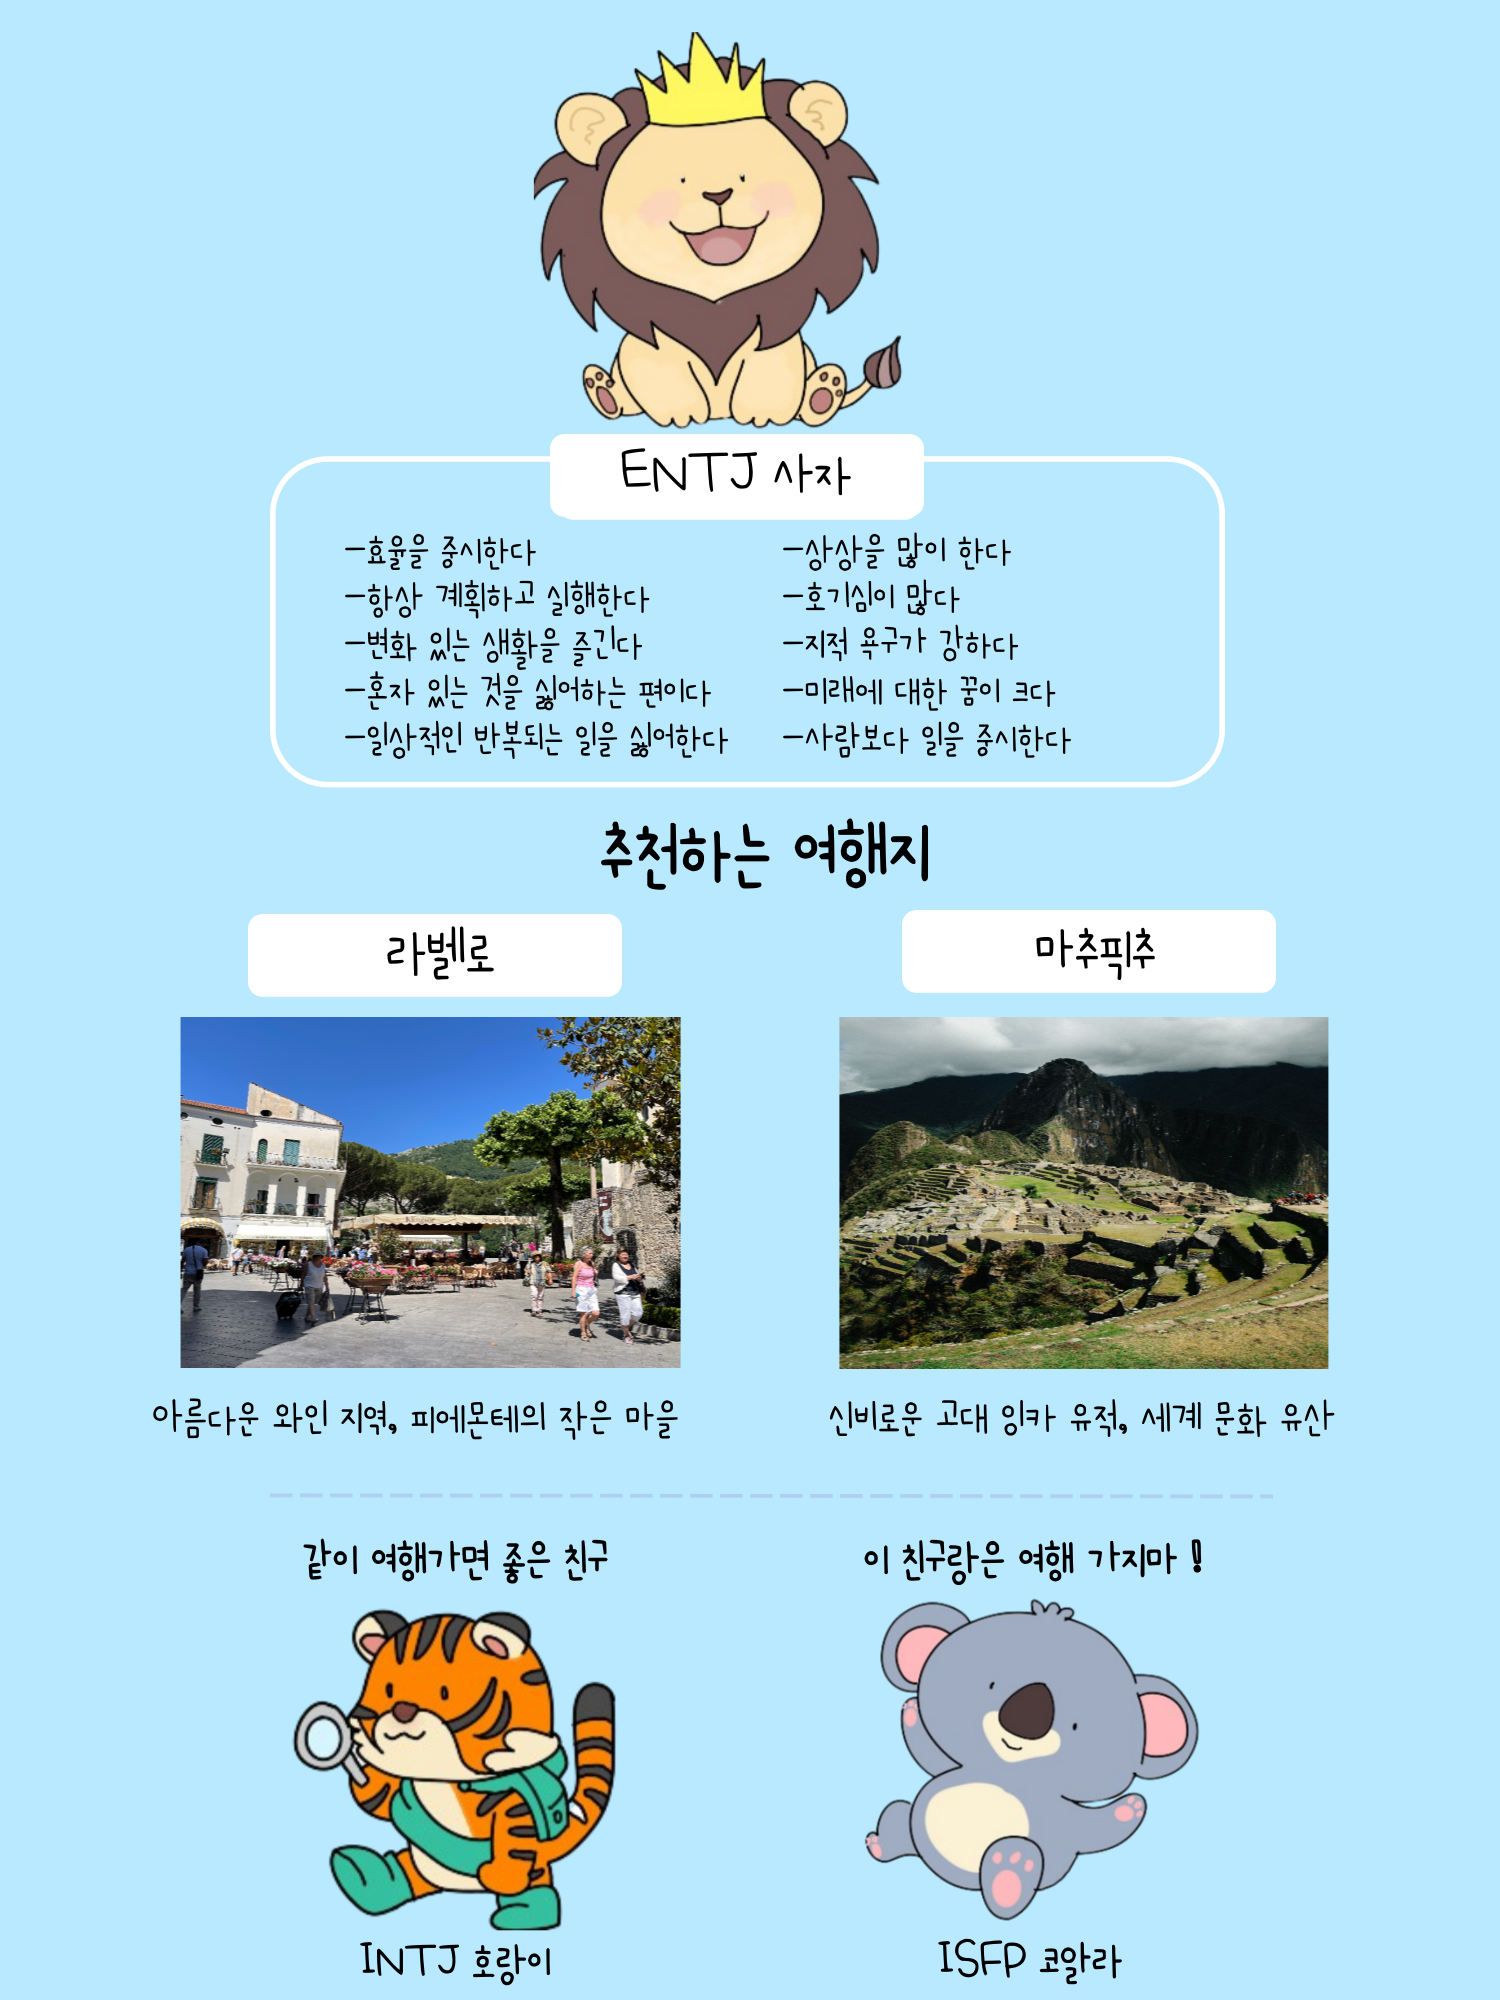 ENTJ 사자
-효율을 중시한다
-항상 계획하고 실행한다
-변화 있는 생활을 즐긴다
-혼자 있는 것을 싫어하는 편이다
-일상적인 반복되는 일을 싫어한다
-상상을 많이 한다
-호기심이 많다
-지적 욕구가 강하다
-미래에 대한 꿈이 크다
-사람보다 일을 중시한다
추천하는 여행지
라벨로
아름다운 와인 지역, 피에몬테의 작은 마을
마추픽추
신비로운 고대 잉카 유적, 세계 문화 유산
같이 여행가면 좋은 친구
INTJ 호랑이
이 친구랑은 여행 가지마 !
ISFP 코알라